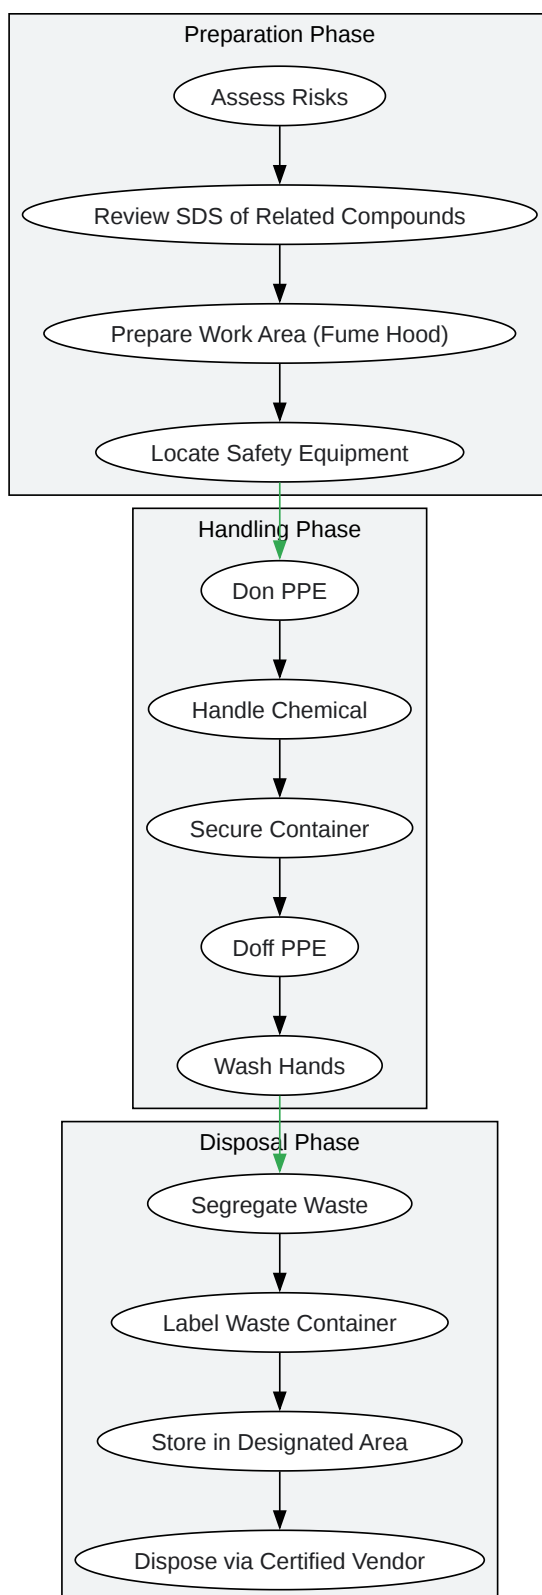 Preparation Phase
Assess Risks
Review SDS of Related Compounds
Prepare Work Area (Fume Hood)
Locate Safety Equipment
Handling Phase
Don PPE
Handle Chemical
Secure Container
Doff PPE
Wash Hands
Disposal Phase
Segregate Waste
Label Waste Container
Store in Designated Area
Dispose via Certified Vendor